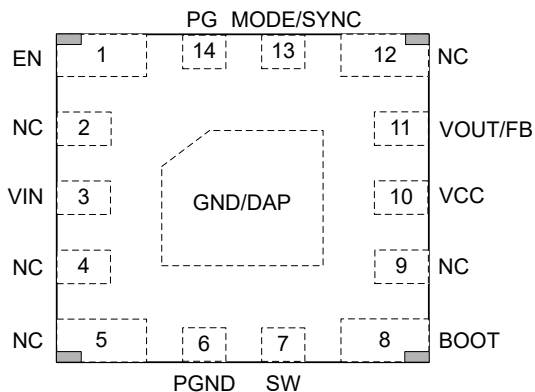 PG MODE/SYNC
EN 1 14 13 12 NC
NC 2 11 VOUT/FB
VIN 3 GND/DAP 10 VCC
NC 4 9 NC
NC 5 6 7 8 BOOT
PGND SW